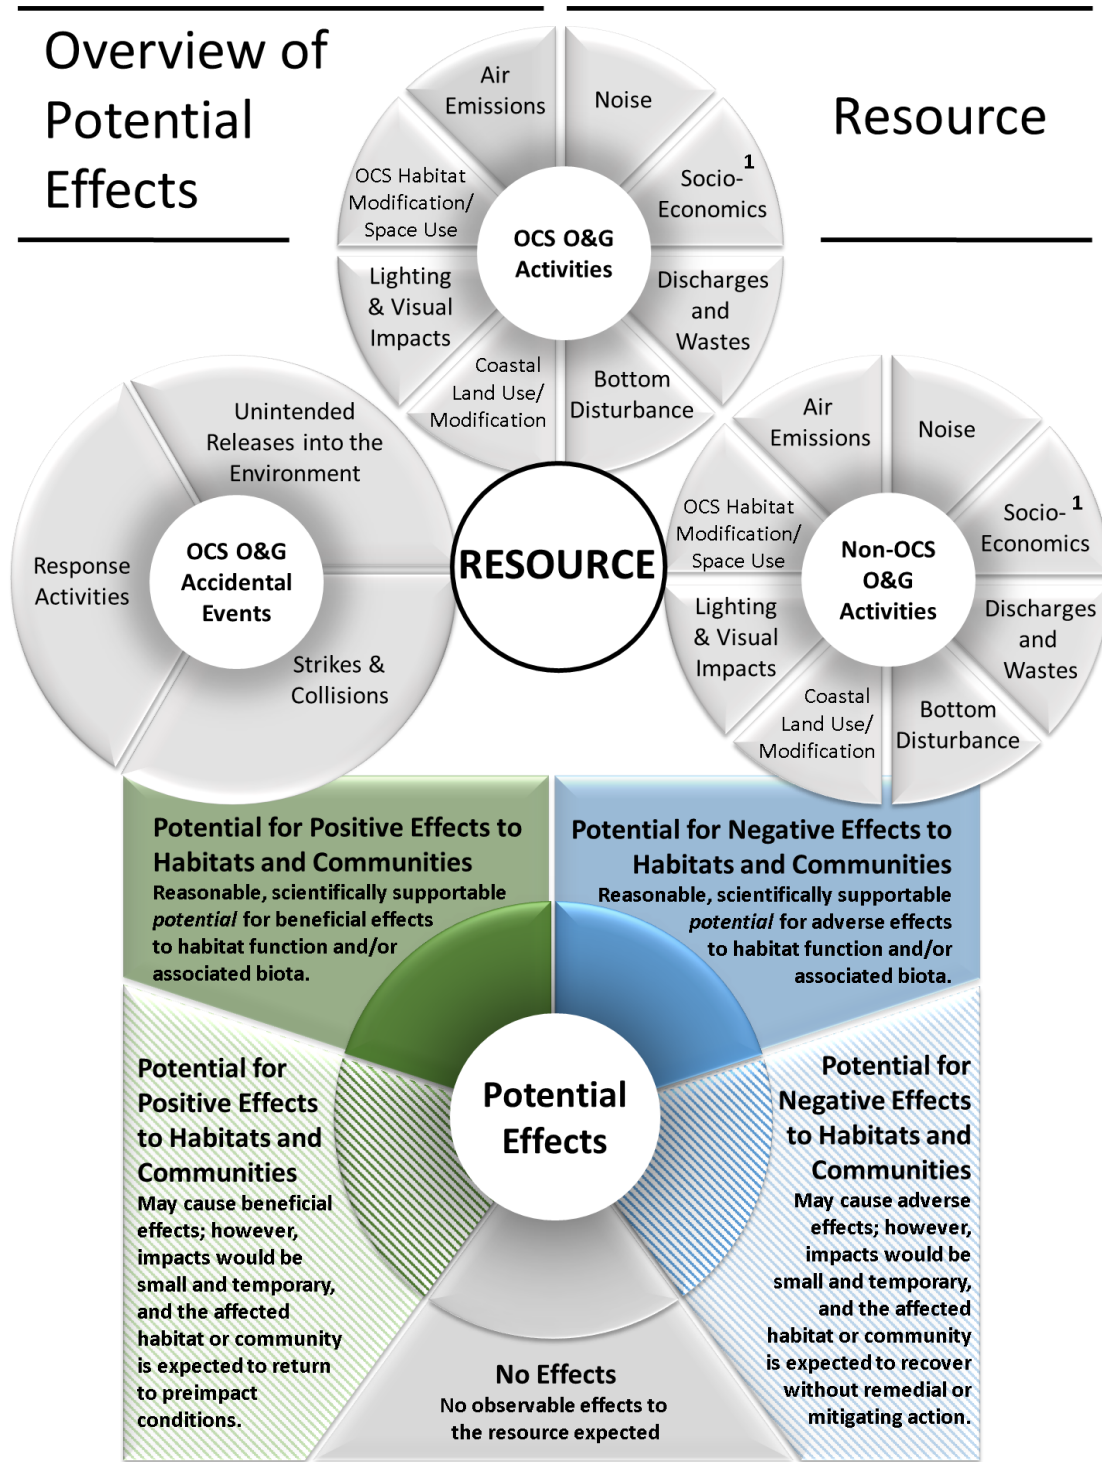 Overview of
Potential
Effects
Resource
Air
Emissions
Noise
Socio- 1
Economics
Discharges
and
Wastes
Bottom
Disturbance
Coastal
Land Use/
Modification
Lighting
& Visual
Impacts
OCS Habitat
Modification/
Space Use
OCS O&G
Activities
Unintended
Releases into the
Environment
Strikes &
Collisions
Response
Activities
OCS O&G
Accidental
Events
RESOURCE
Air
Emissions
Noise
Socio- 1
Economics
Discharges
and
Wastes
Bottom
Disturbance
Coastal
Land Use/
Modification
Lighting
& Visual
Impacts
OCS Habitat
Modification/
Space Use
Non-OCS
O&G
Activities
Potential for Positive Effects to
Habitats and Communities
Reasonable, scientifically supportable
potential for beneficial effects
to habitat function and/or
associated biota.
Potential for Negative Effects to
Habitats and Communities
Reasonable, scientifically supportable
potential for adverse effects
to habitat function and/or
associated biota.
Potential for
Positive Effects
to Habitats and
Communities
May cause beneficial
effects; however,
impacts would be
small and temporary,
and the affected
habitat or community
is expected to return
to preimpact
conditions.
Potential
Effects
Potential for
Negative Effects
to Habitats and
Communities
May cause adverse
effects; however,
impacts would be
small and temporary,
and the affected
habitat or community
is expected to recover
without remedial or
mitigating action.
No Effects
No observable effects to
the resource expected